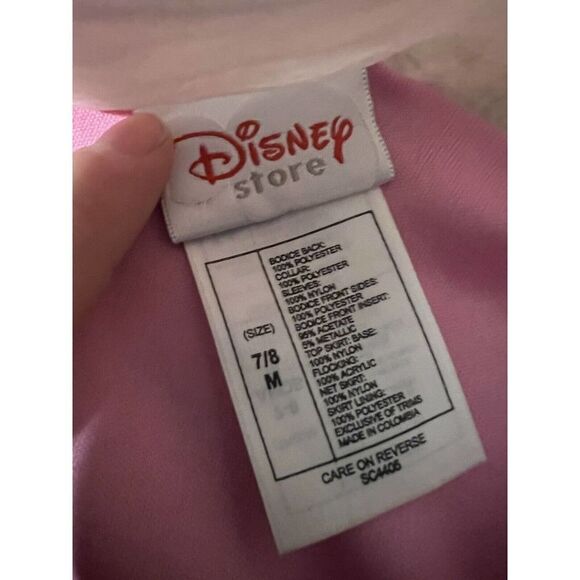 Disney
store
(SIZE)
7/8
M
BODICE BACK:
100% POLYESTER
COLLAR:
100% POLYESTER
SLEEVES:
100% NYLON
BODICE FRONT SIDES:
100% POLYESTER
BODICE FRONT INSERT:
95% ACETATE
5% METALLIC
TOP SKIRT: BASE:
100% NYLON
FLOCKING:
100% ACRYLIC
NET SKIRT:
100% NYLON
SKIRT LINING:
100% POLYESTER
EXCLUSIVE OF TRIMS
MADE IN COLOMBIA
CARE ON REVERSE
SC4405